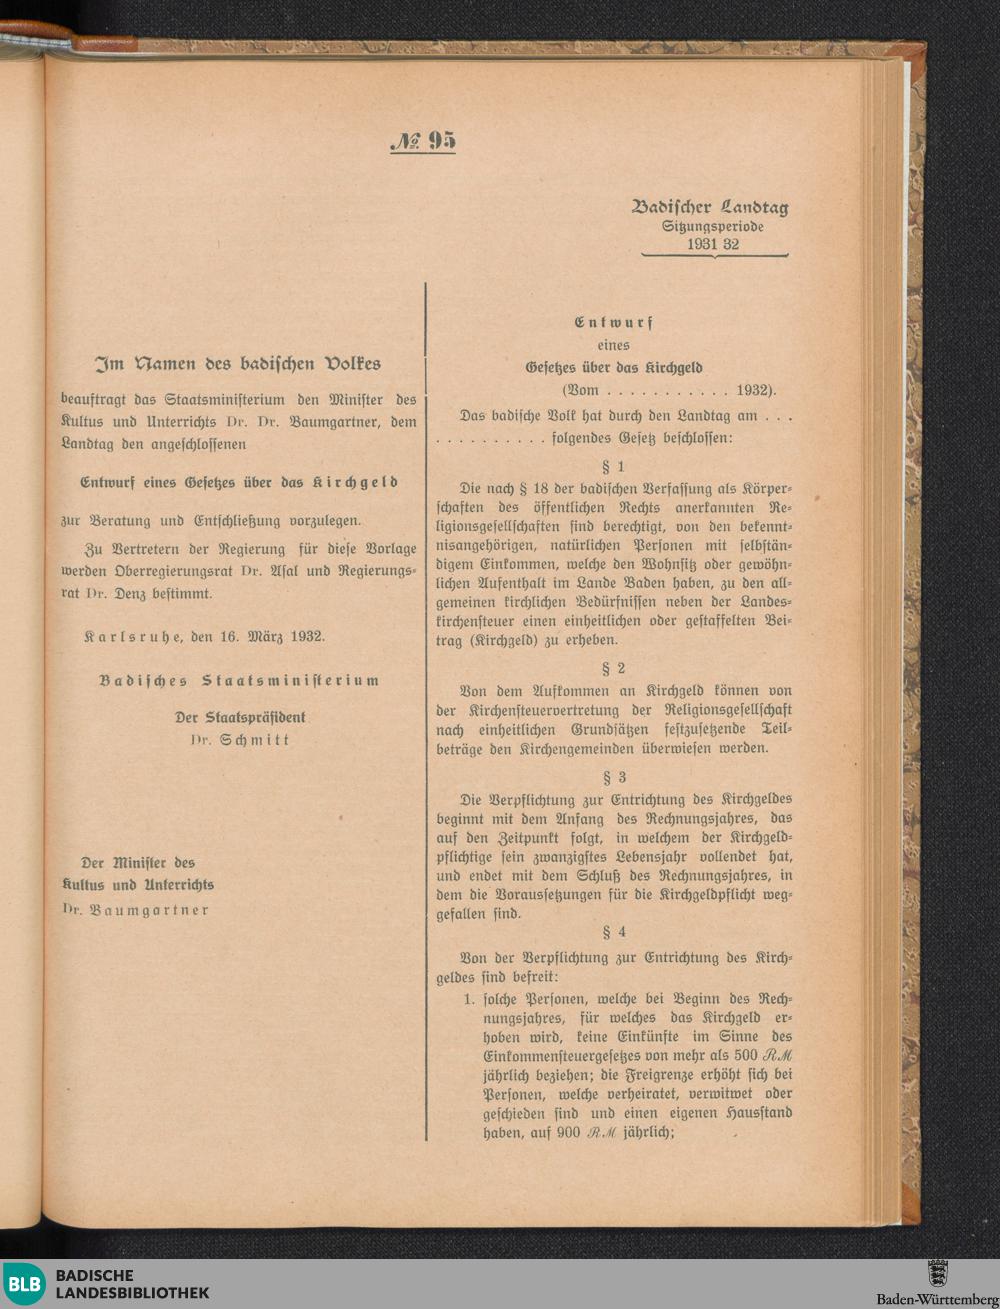 № 95
Badischer Landtag
Sitzungsperiode
1931 32
Im Namen des badischen Volkes
beauftragt das Staatsministerium den Minister des
Kultus und Unterrichts Dr. Dr. Baumgartner, dem
Landtag den angeschlossenen
Entwurf eines Gesetzes über das Kirchgeld
zur Beratung und Entschließung vorzulegen.
Zu Vertretern der Regierung für diese Vorlage
werden Oberregierungsrat Dr. Asal und Regierungs-
rat Dr. Denz bestimmt.
Karlsruhe, den 16. März 1932.
Badisches Staatsministerium
Der Staatspräsident
Dr. Schmitt
Der Minister des
Kultus und Unterrichts
Dr. Baumgartner
Entwurf
eines
Gesetzes über das Kirchgeld
(Vom . . . . . . . . . . . 1932).
Das badische Volk hat durch den Landtag am . . .
. . . . . . . . . . folgendes Gesetz beschlossen:
§ 1
Die nach § 18 der badischen Verfassung als Körper-
schaften des öffentlichen Rechts anerkannten Re-
ligionsgesellschaften sind berechtigt, von den bekennt-
nisangehörigen, natürlichen Personen mit selbstän-
digem Einkommen, welche den Wohnsitz oder gewöhn-
lichen Aufenthalt im Lande Baden haben, zu den all-
gemeinen kirchlichen Bedürfnissen neben der Landes-
kirchensteuer einen einheitlichen oder gestaffelten Bei-
trag (Kirchgeld) zu erheben.
§ 2
Von dem Aufkommen an Kirchgeld können von
der Kirchensteuervertretung der Religionsgesellschaft
nach einheitlichen Grundsätzen festzusetzende Teil-
beträge den Kirchengemeinden überwiesen werden.
§ 3
Die Verpflichtung zur Entrichtung des Kirchgeldes
beginnt mit dem Anfang des Rechnungsjahres, das
auf den Zeitpunkt folgt, in welchem der Kirchgeld-
pflichtige sein zwanzigstes Lebensjahr vollendet hat,
und endet mit dem Schluß des Rechnungsjahres, in
dem die Voraussetzungen für die Kirchgeldpflicht weg-
gefallen sind.
§ 4
Von der Verpflichtung zur Entrichtung des Kirch-
geldes sind befreit:
1. solche Personen, welche bei Beginn des Rech-
nungsjahres, für welches das Kirchgeld er-
hoben wird, keine Einkünfte im Sinne des
Einkommensteuergesetzes von mehr als 500 RM
jährlich beziehen; die Freigrenze erhöht sich bei
Personen, welche verheiratet, verwitwet oder
geschieden sind und einen eigenen Hausstand
haben, auf 900 RM jährlich;
BLB
BADISCHE
LANDESBIBLIOTHEK
Baden-Württemberg